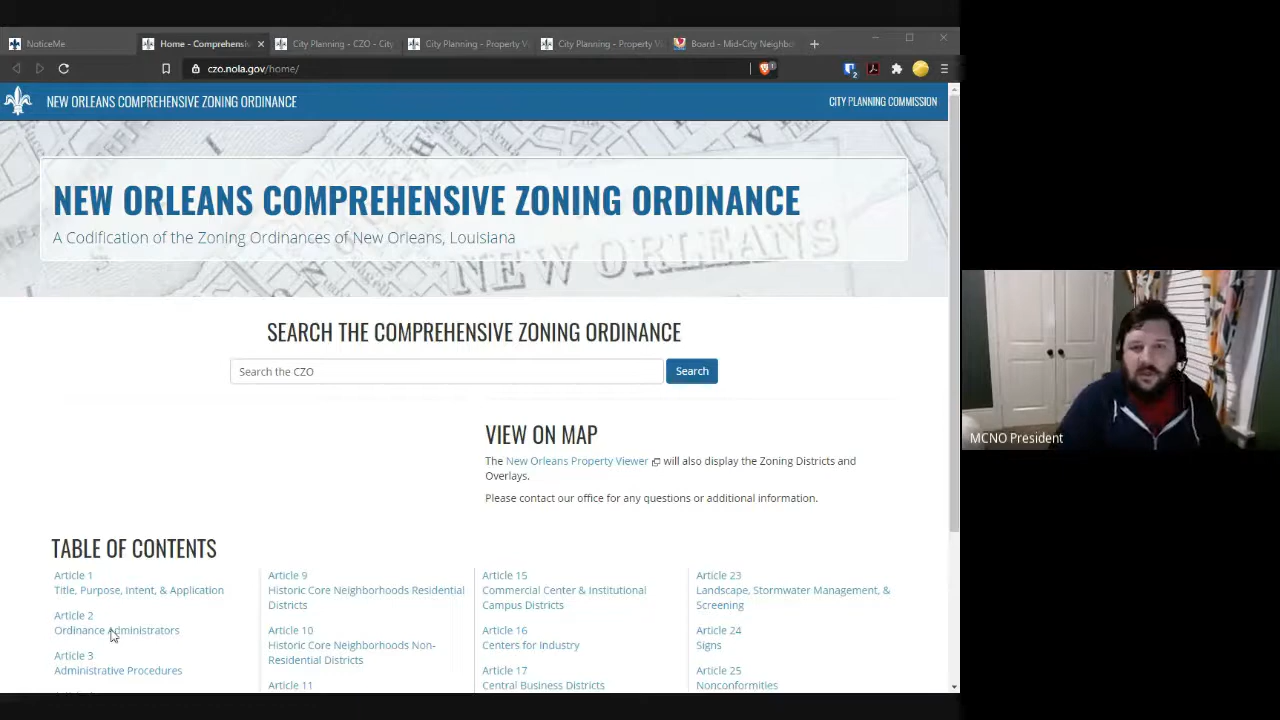 NoticeMe
Home - Comprehensiv
City Planning - CZO - City
City Planning - Property Vi
City Planning - Property Vi
Board - Mid-City Neighbo
czo.nola.gov/home/
1
2
NEW ORLEANS COMPREHENSIVE ZONING ORDINANCE
CITY PLANNING COMMISSION
NEW ORLEANS COMPREHENSIVE ZONING ORDINANCE
A Codification of the Zoning Ordinances of New Orleans, Louisiana
NEW ORLEANS
SEARCH THE COMPREHENSIVE ZONING ORDINANCE
Search the CZO
Search
VIEW ON MAP
The New Orleans Property Viewer will also display the Zoning Districts and
Overlays.
Please contact our office for any questions or additional information.
MCNO President
TABLE OF CONTENTS
Article 1
Title, Purpose, Intent, & Application
Article 2
Ordinance Administrators
Article 3
Administrative Procedures
Article 9
Historic Core Neighborhoods Residential
Districts
Article 10
Historic Core Neighborhoods Non-
Residential Districts
Article 11
Article 15
Commercial Center & Institutional
Campus Districts
Article 16
Centers for Industry
Article 17
Central Business Districts
Article 23
Landscape, Stormwater Management, &
Screening
Article 24
Signs
Article 25
Nonconformities